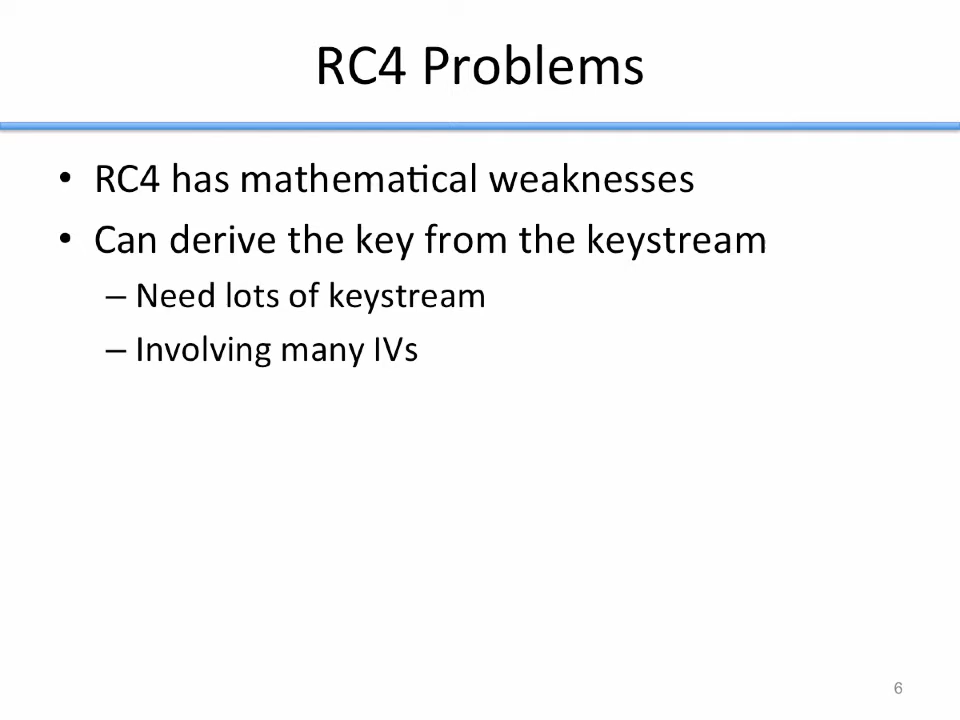 RC4 Problems
• RC4 has mathematical weaknesses
• Can derive the key from the keystream
– Need lots of keystream
– Involving many IVs
6